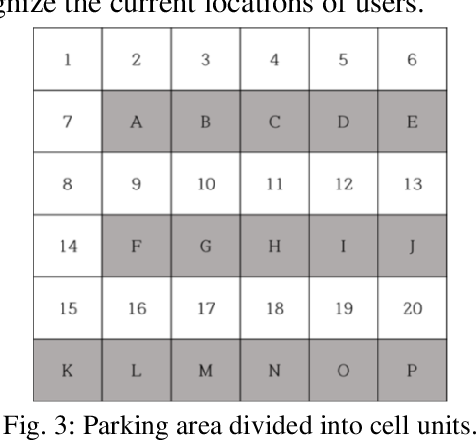 gnize the current locations of users.
1 2 3 4 5 6
7 A B C D E
8 9 10 11 12 13
14 F G H I J
15 16 17 18 19 20
K L M N O P
Fig. 3: Parking area divided into cell units.